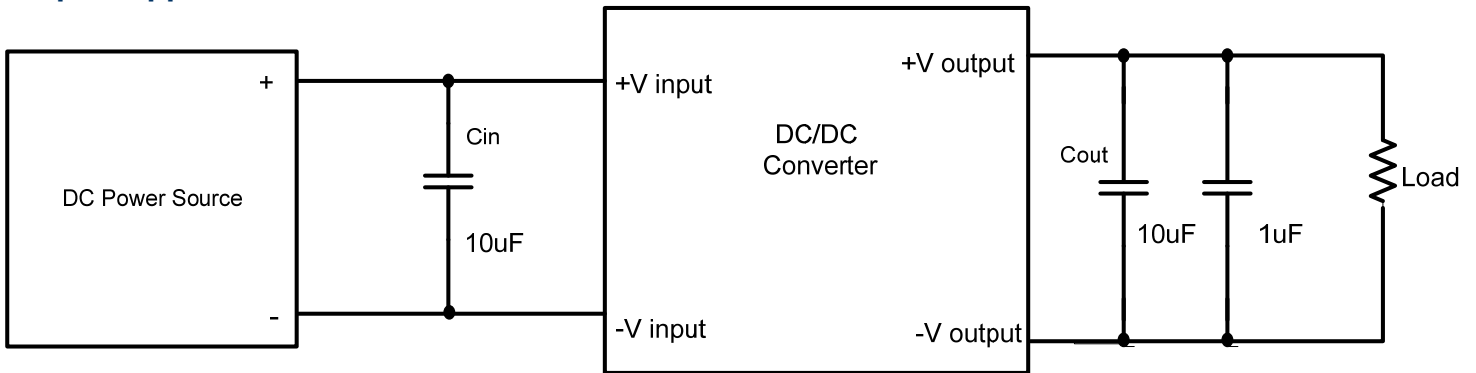 +
-
DC Power Source
Cin
10uF
+V input
-V input
DC/DC
Converter
+V output
-V output
Cout
10uF
1uF
Load